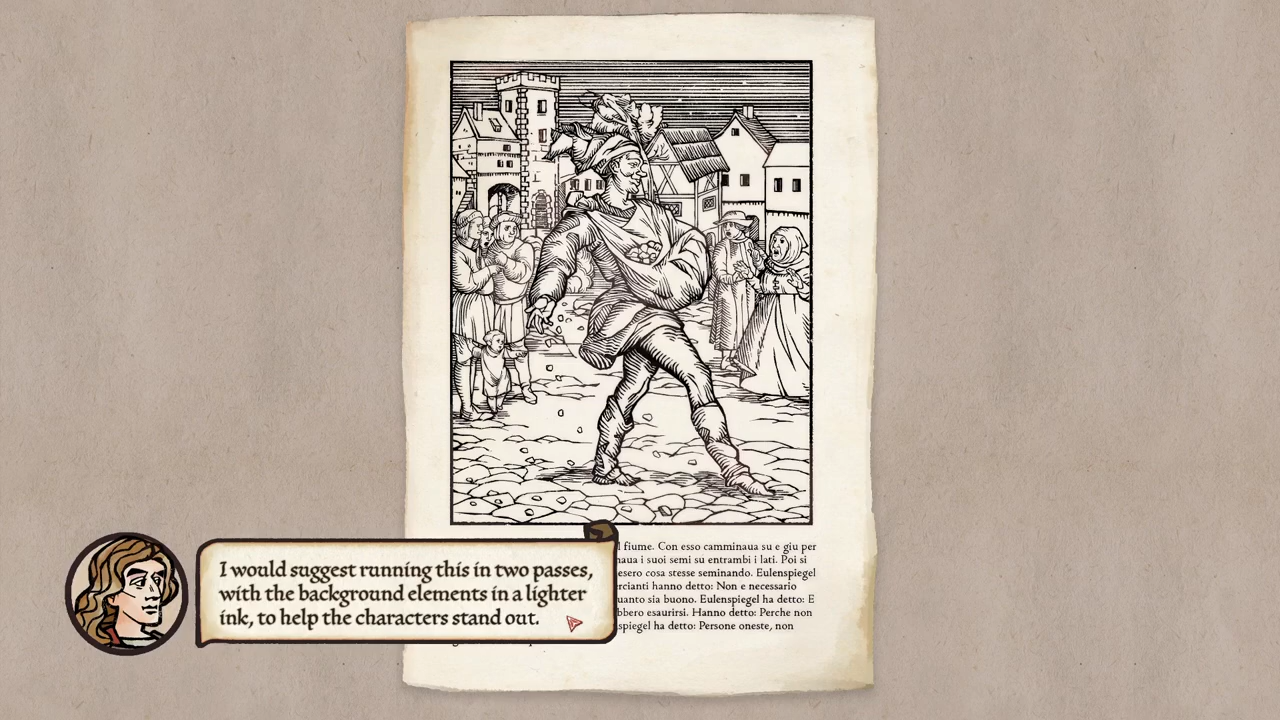 l fiume. Con esso camminaua su e giu per
naua i suoi semi su entrambi i lati. Poi si
esero cosa stesse seminando. Eulenspiegel
rcianti hanno detto: Non e necessario
uanto sia buono. Eulenspiegel ha detto: E
bbero esaurirsi. Hanno detto: Perche non
spiegel ha detto: Persone oneste, non
I would suggest running this in two passes,
with the background elements in a lighter
ink, to help the characters stand out.